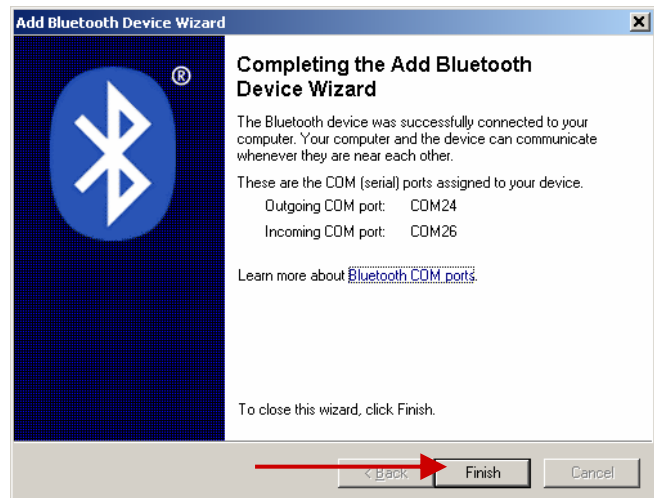 Add Bluetooth Device Wizard
®
Completing the Add Bluetooth
Device Wizard
The Bluetooth device was successfully connected to your
computer. Your computer and the device can communicate
whenever they are near each other.
These are the COM (serial) ports assigned to your device.
Outgoing COM port: COM24
Incoming COM port: COM26
Learn more about Bluetooth COM ports.
To close this wizard, click Finish.
< Back Finish Cancel